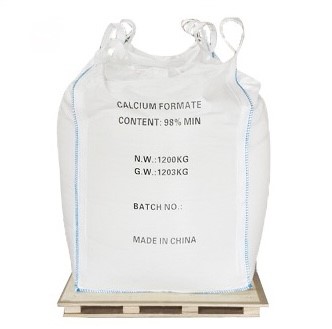 CALCIUM FORMATE
CONTENT: 98% MIN
N.W.:1200KG
G.W.:1203KG
BATCH NO.:
MADE IN CHINA